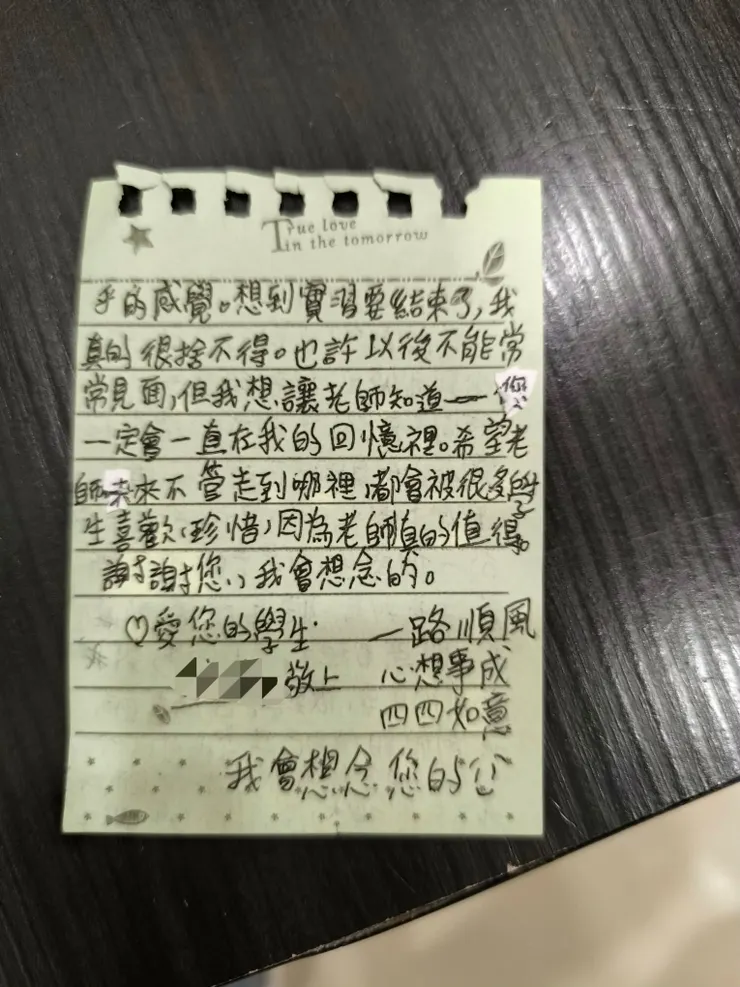 True love
in the tomorrow
乎的感覺。想到實習要結束了,我
真的很捨不得。也許以後不能常
常見面,但我想讓老師知道一您
一定會一直在我的回憶裡。希望老
師未來不管走到哪裡,都會被很多學
生喜歡、珍惜,因為老師真的值得。
謝謝您,我會想念的。
♡愛您的學生
敬上
一路順風
心想事成
四四如意
我會想念您的